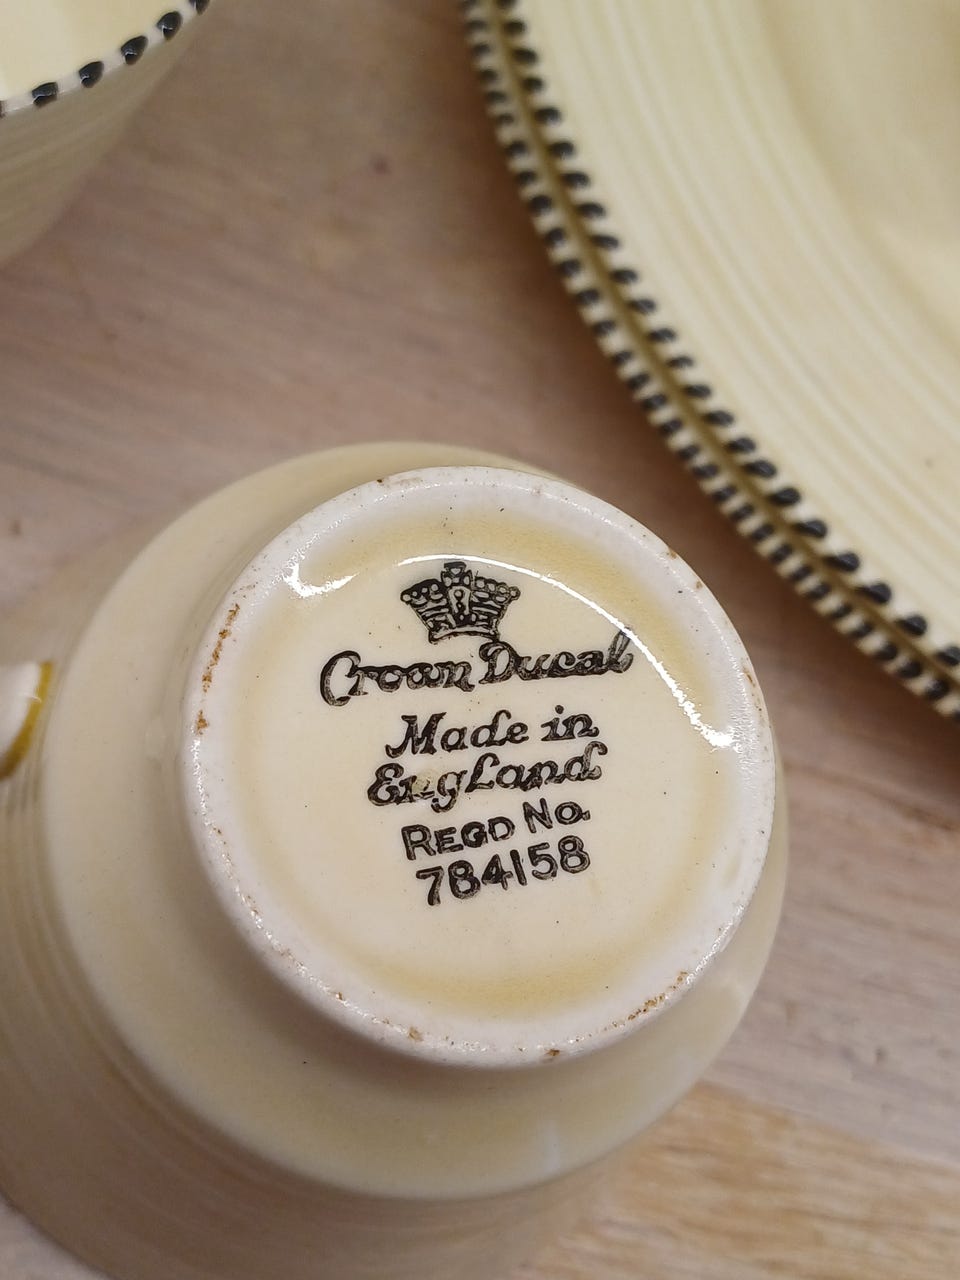 Crown Ducal
Made in
England
REGD No.
784158